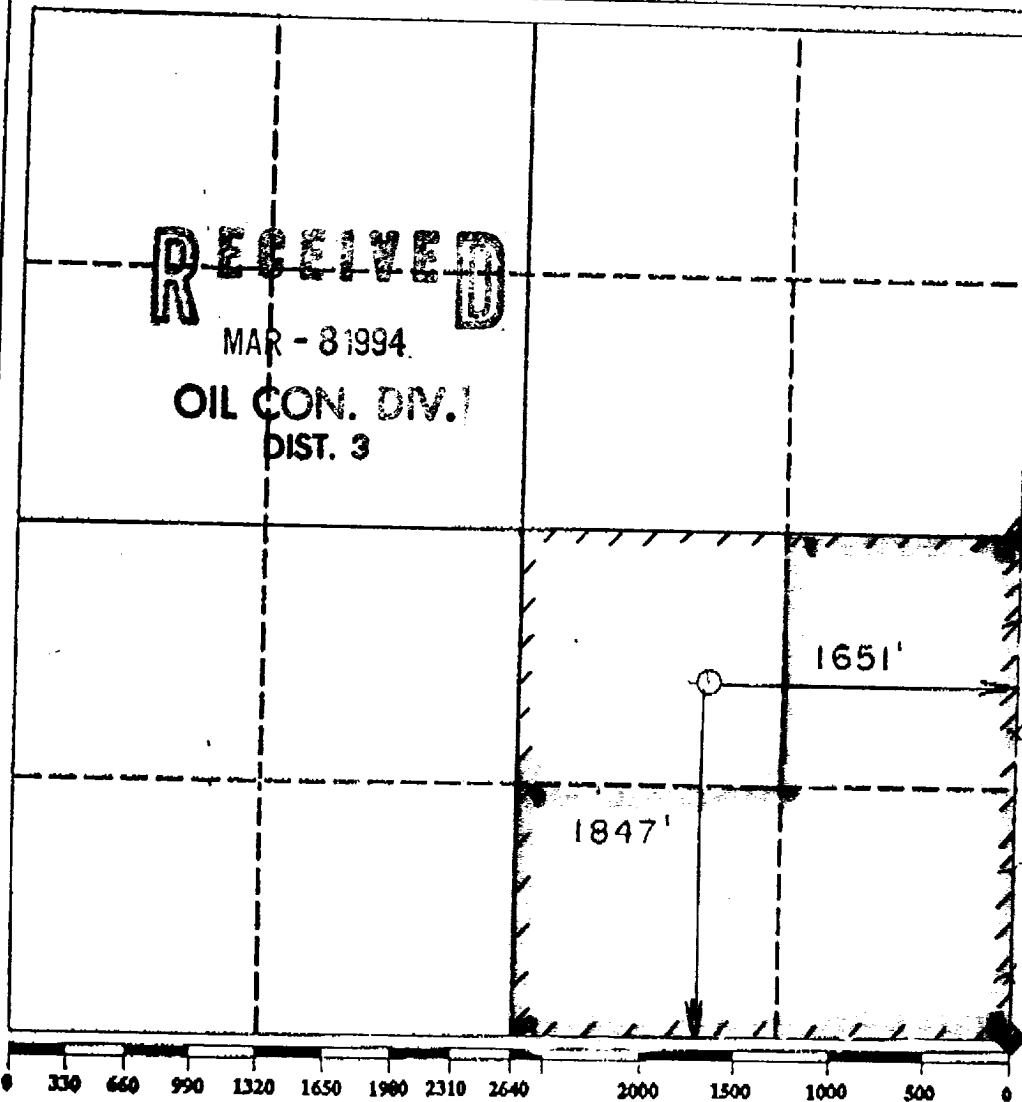 RECEIVED
MAR - 8 1994
OIL CON. DIV.
DIST. 3
1651'
1847'
0 330 660 990 1320 1650 1980 2310 2640 2000 1500 1000 500 0